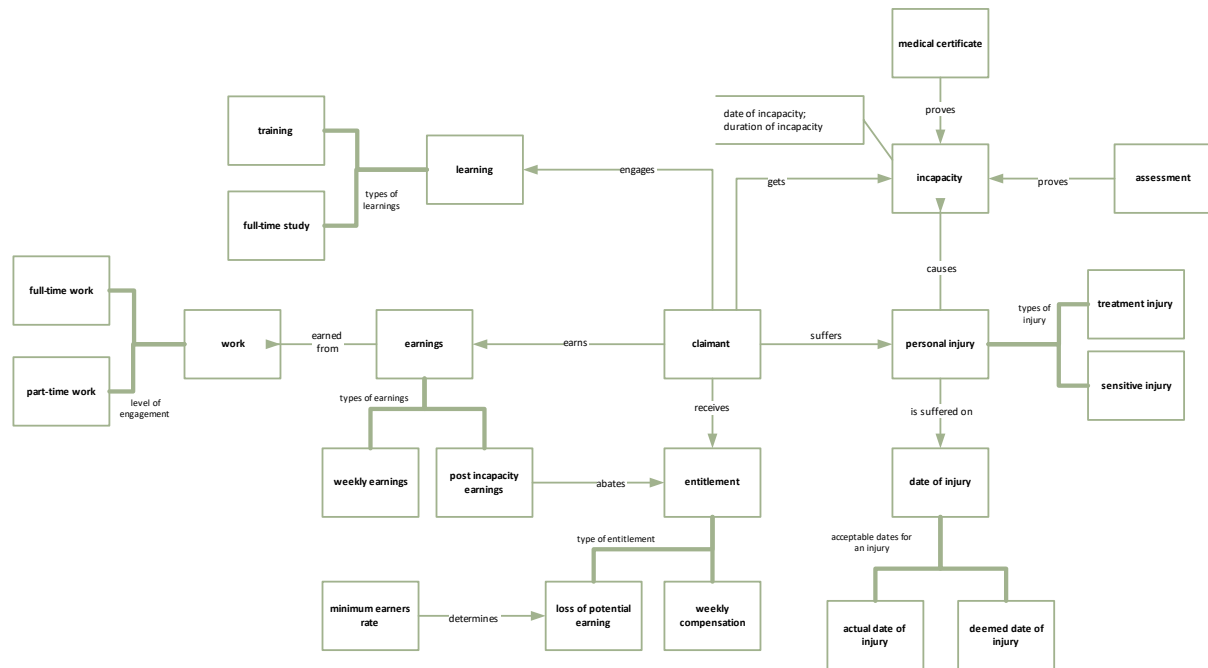 medical certificate
proves
date of incapacity;
duration of incapacity
training
learning
engages
gets
incapacity
proves
assessment
types of
learnings
full-time study
causes
full-time work
types of
injury
treatment injury
work
earned
from
earnings
earns
claimant
suffers
personal injury
part-time work
level of
engagement
sensitive injury
types of earnings
receives
is suffered on
weekly earnings
post incapacity
earnings
abates
entitlement
date of injury
type of entitlement
acceptable dates for
an injury
minimum earners
rate
determines
loss of potential
earning
weekly
compensation
actual date of
injury
deemed date of
injury